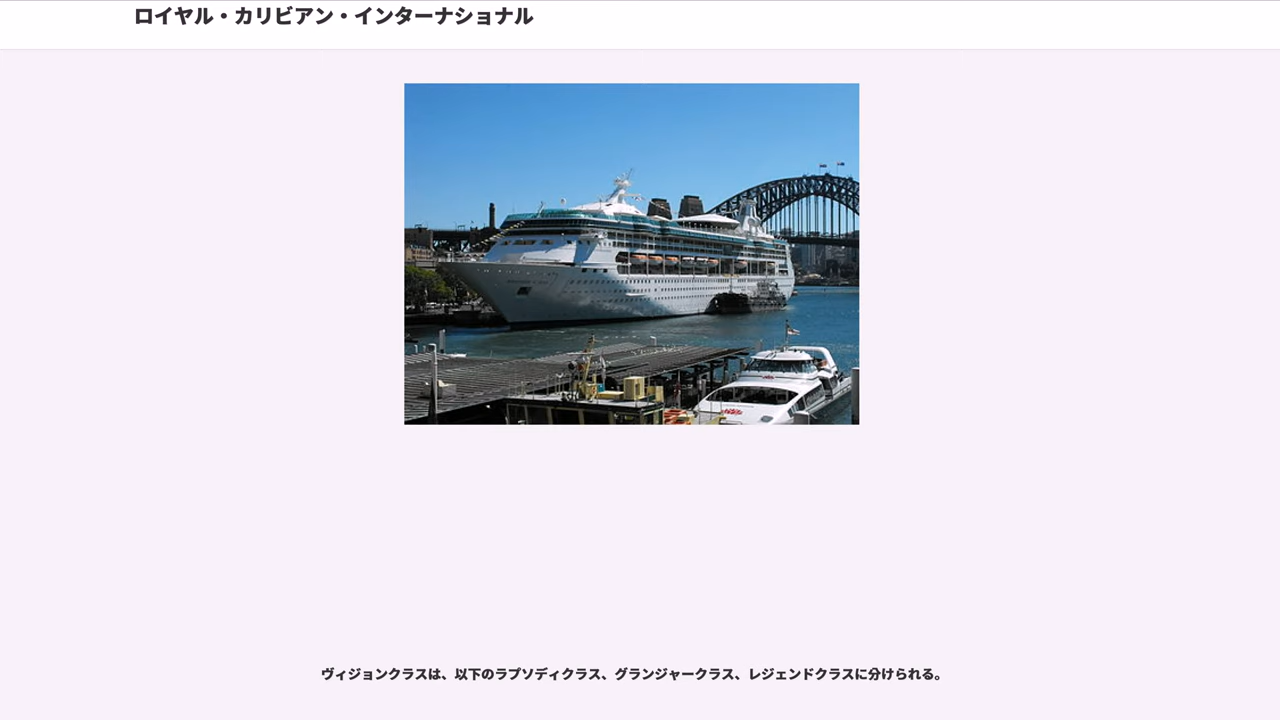 ロイヤル・カリビアン・インターナショナル
ヴィジョンクラスは、以下のラプソディクラス、グランジャークラス、レジェンドクラスに分けられる。